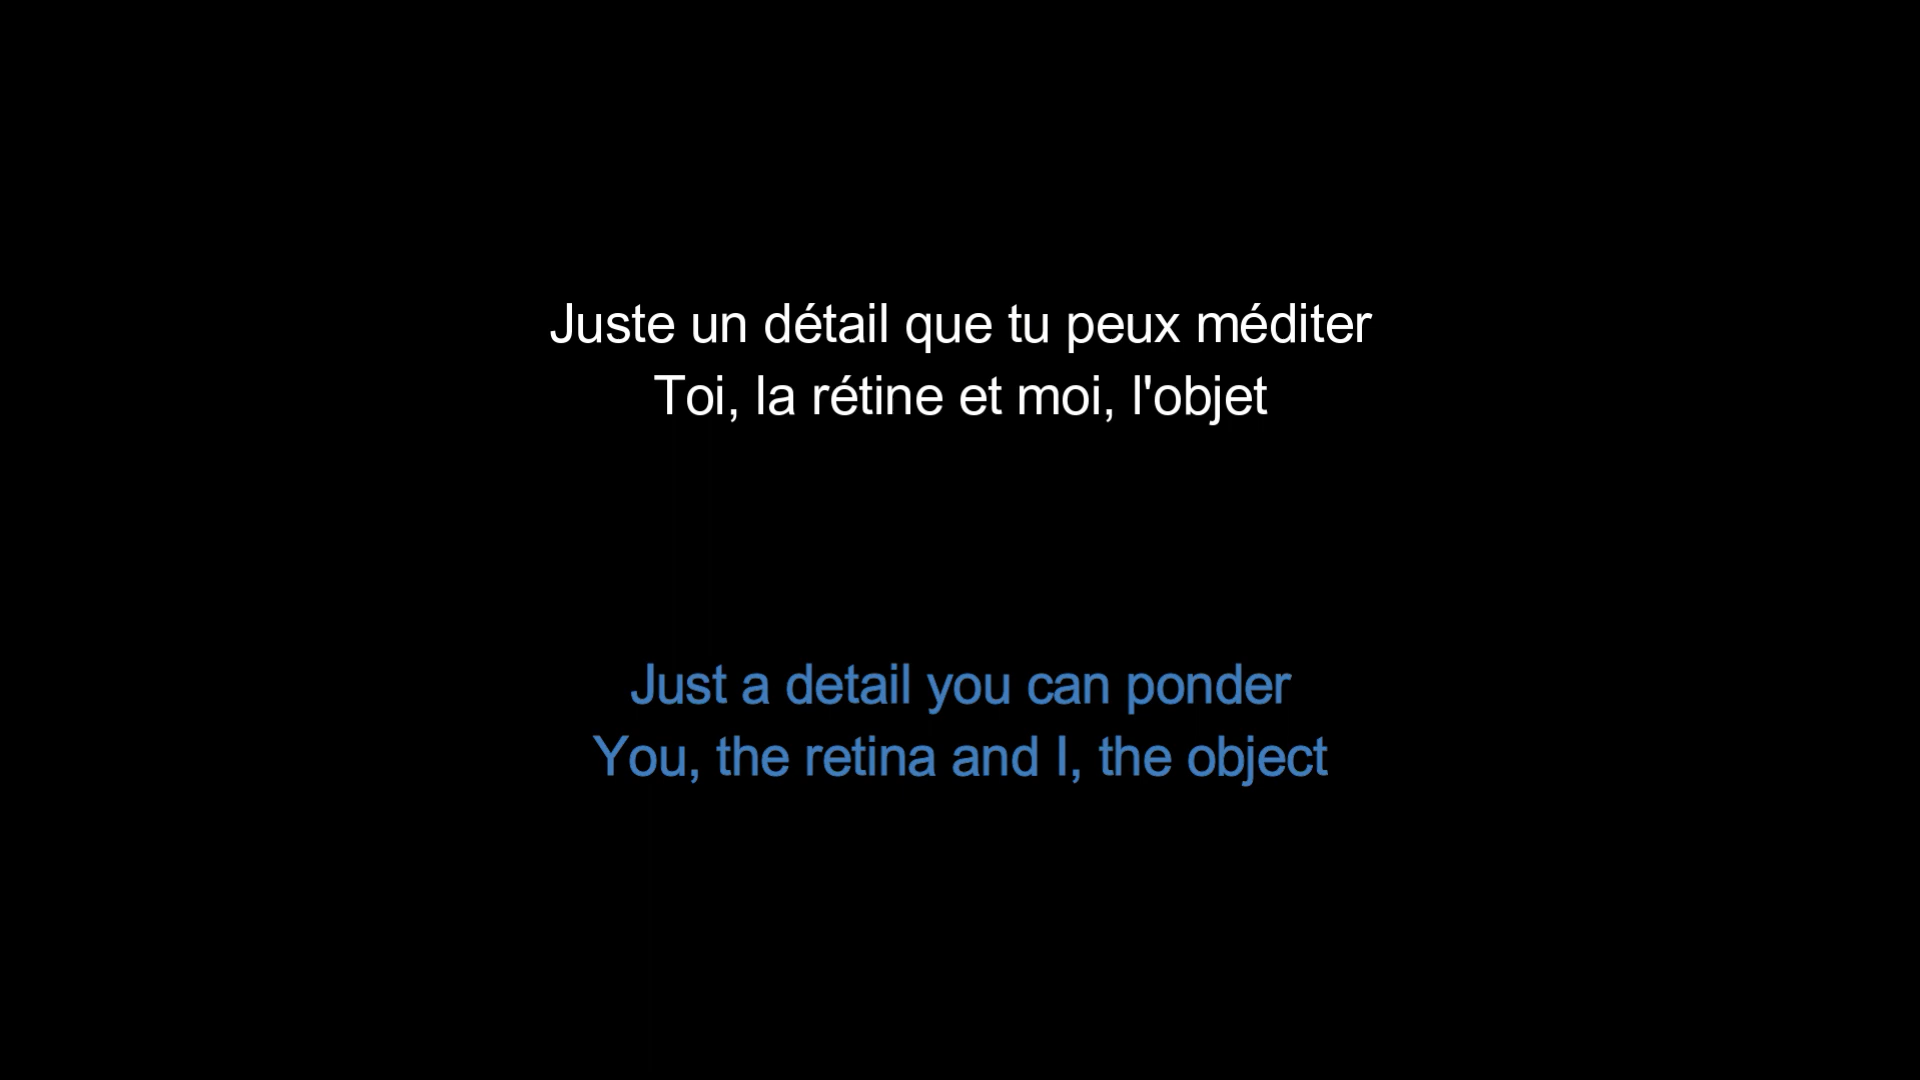 Juste un détail que tu peux méditer
Toi, la rétine et moi, l'objet
Just a detail you can ponder
You, the retina and I, the object